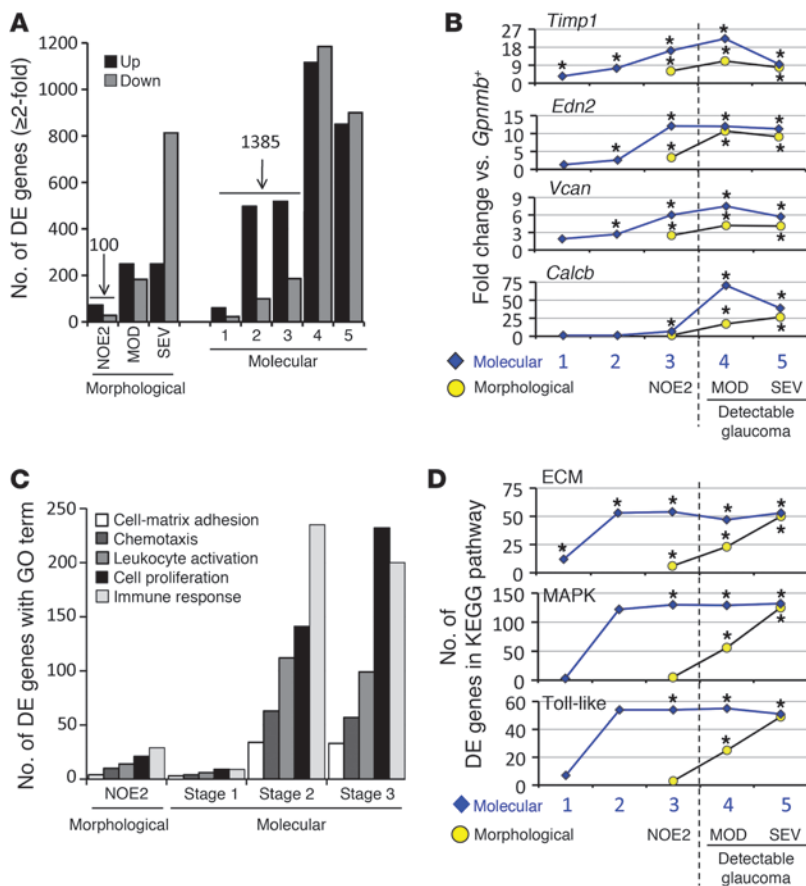 A
No. of DE genes (≥2-fold)
1200
1000
800
600
400
200
0
Up
Down
100
1385
NOE2
MOD
SEV
1 2 3 4 5
Morphological
Molecular
B
Fold change vs. Gpnmb⁺
Timp1
27
18
9
0
* * * * * * * *
Edn2
15
10
5
0
* * * * * *
Vcan
9
6
3
0
* * * * * *
Calcb
75
50
25
0
* * * *
Molecular 1 2 3 4 5
Morphological NOE2 MOD SEV
Detectable
glaucoma
C
No. of DE genes with GO term
250
200
150
100
50
0
Cell-matrix adhesion
Chemotaxis
Leukocyte activation
Cell proliferation
Immune response
NOE2 Stage 1 Stage 2 Stage 3
Morphological Molecular
D
No. of
DE genes in KEGG pathway
ECM
75
50
25
0
* * * * * * * *
MAPK
150
100
50
0
* * * * *
Toll-like
60
40
20
0
* * * *
Molecular 1 2 3 4 5
Morphological NOE2 MOD SEV
Detectable
glaucoma